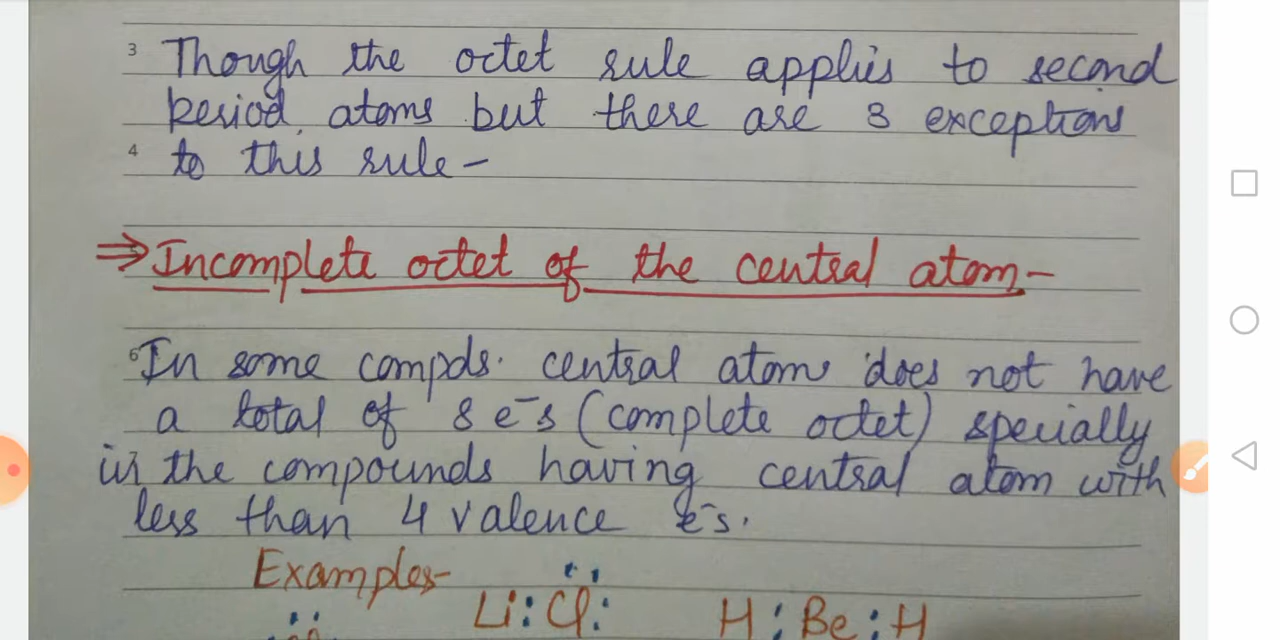 3 Though the octet rule applies to second
period atoms but there are 3 exceptions
4 to this rule-
⇒ Incomplete octet of the central atom-
6 In some compds. central atom does not have
a total of 8 e⁻s (complete octet) specially
in the compounds having central atom with
less than 4 valence e⁻s.
Examples-
Li:Cl: H:Be:H